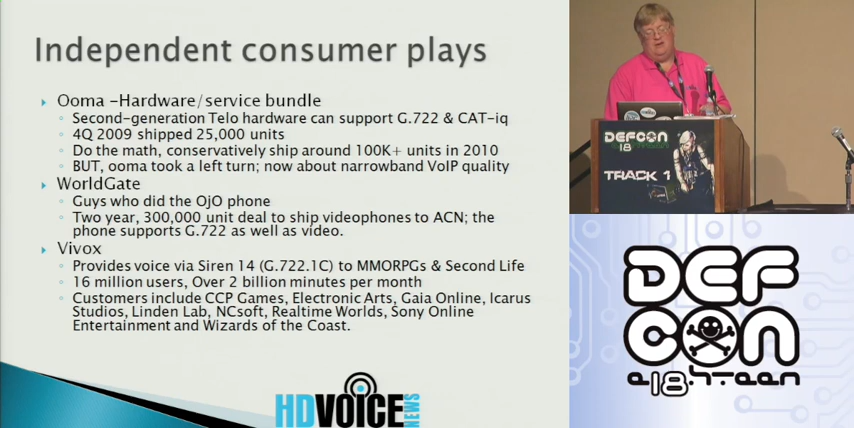 Independent consumer plays
Ooma –Hardware/service bundle
Second-generation Telo hardware can support G.722 & CAT-iq
4Q 2009 shipped 25,000 units
Do the math, conservatively ship around 100K+ units in 2010
BUT, ooma took a left turn; now about narrowband VoIP quality
WorldGate
Guys who did the OjO phone
Two year, 300,000 unit deal to ship videophones to ACN; the
phone supports G.722 as well as video.
Vivox
Provides voice via Siren 14 (G.722.1C) to MMORPGs & Second Life
16 million users, Over 2 billion minutes per month
Customers include CCP Games, Electronic Arts, Gaia Online, Icarus
Studios, Linden Lab, NCsoft, Realtime Worlds, Sony Online
Entertainment and Wizards of the Coast.
HDVOICE
NEWS
DEFCON
18
TRACK 1
DEF
CON
e.18.h-teen